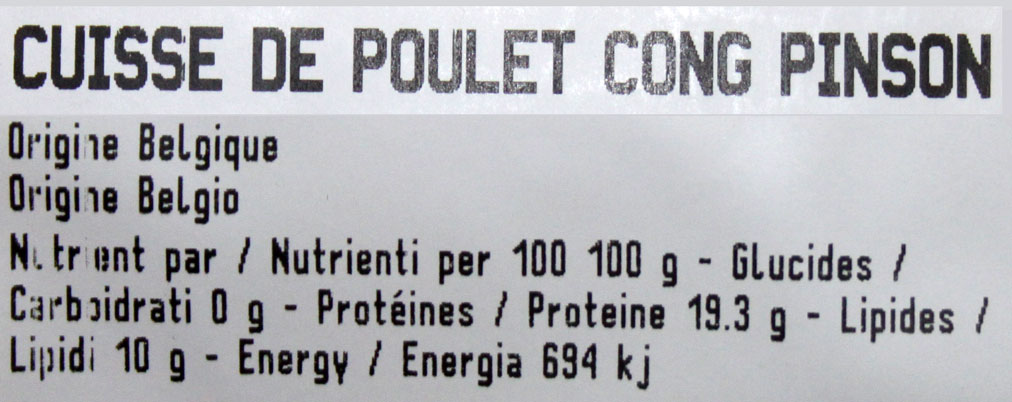 CUISSE DE POULET CONG PINSON
Origine Belgique
Origine Belgio
Nutrient par / Nutrienti per 100 100 g - Glucides /
Carboidrati 0 g - Protéines / Proteine 19.3 g - Lipides /
Lipidi 10 g - Energy / Energia 694 kj